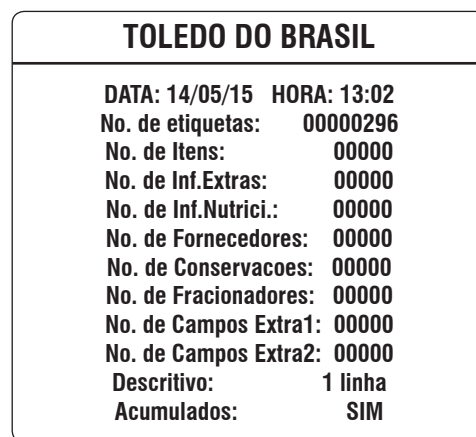 TOLEDO DO BRASIL
DATA: 14/05/15 HORA: 13:02
No. de etiquetas: 00000296
No. de Itens: 00000
No. de Inf.Extras: 00000
No. de Inf.Nutrici.: 00000
No. de Fornecedores: 00000
No. de Conservacoes: 00000
No. de Fracionadores: 00000
No. de Campos Extra1: 00000
No. de Campos Extra2: 00000
Descritivo: 1 linha
Acumulados: SIM